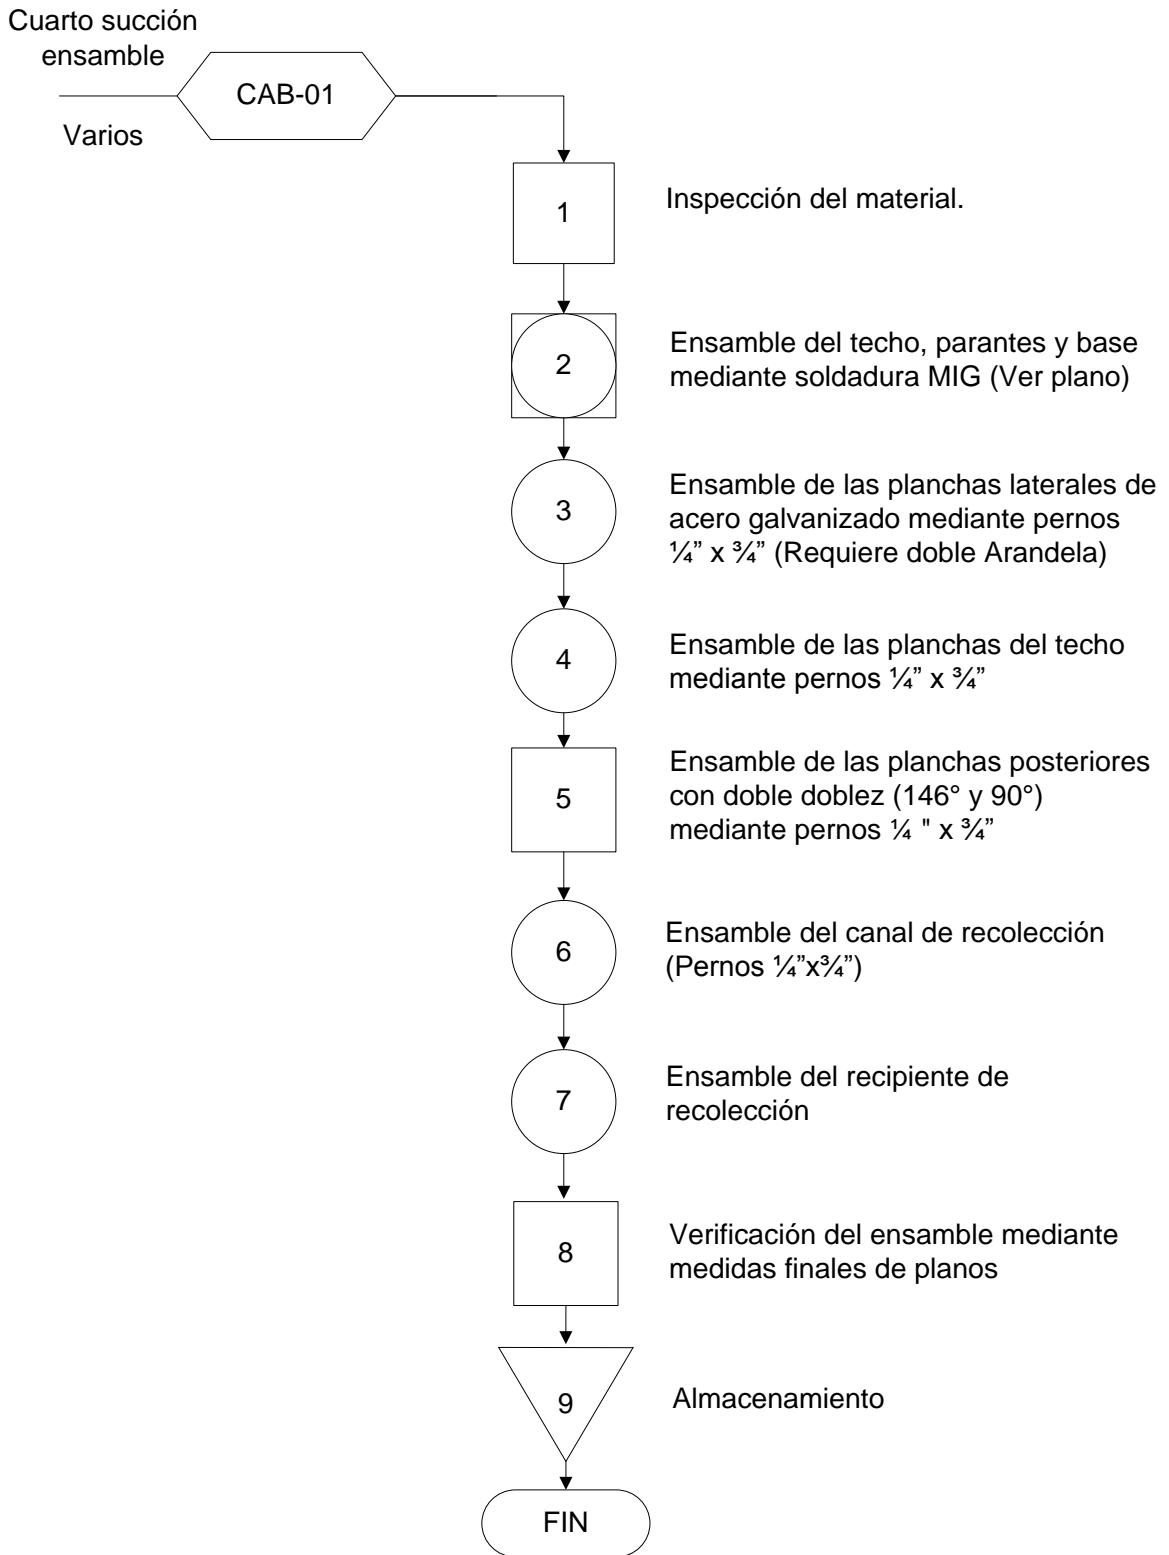 Cuarto succión
ensamble
CAB-01
Varios
1
Inspección del material.
2
Ensamble del techo, parantes y base
mediante soldadura MIG (Ver plano)
3
Ensamble de las planchas laterales de
acero galvanizado mediante pernos
¼” x ¾” (Requiere doble Arandela)
4
Ensamble de las planchas del techo
mediante pernos ¼” x ¾”
5
Ensamble de las planchas posteriores
con doble doblez (146° y 90°)
mediante pernos ¼ " x ¾”
6
Ensamble del canal de recolección
(Pernos ¼”x¾”)
7
Ensamble del recipiente de
recolección
8
Verificación del ensamble mediante
medidas finales de planos
9
Almacenamiento
FIN